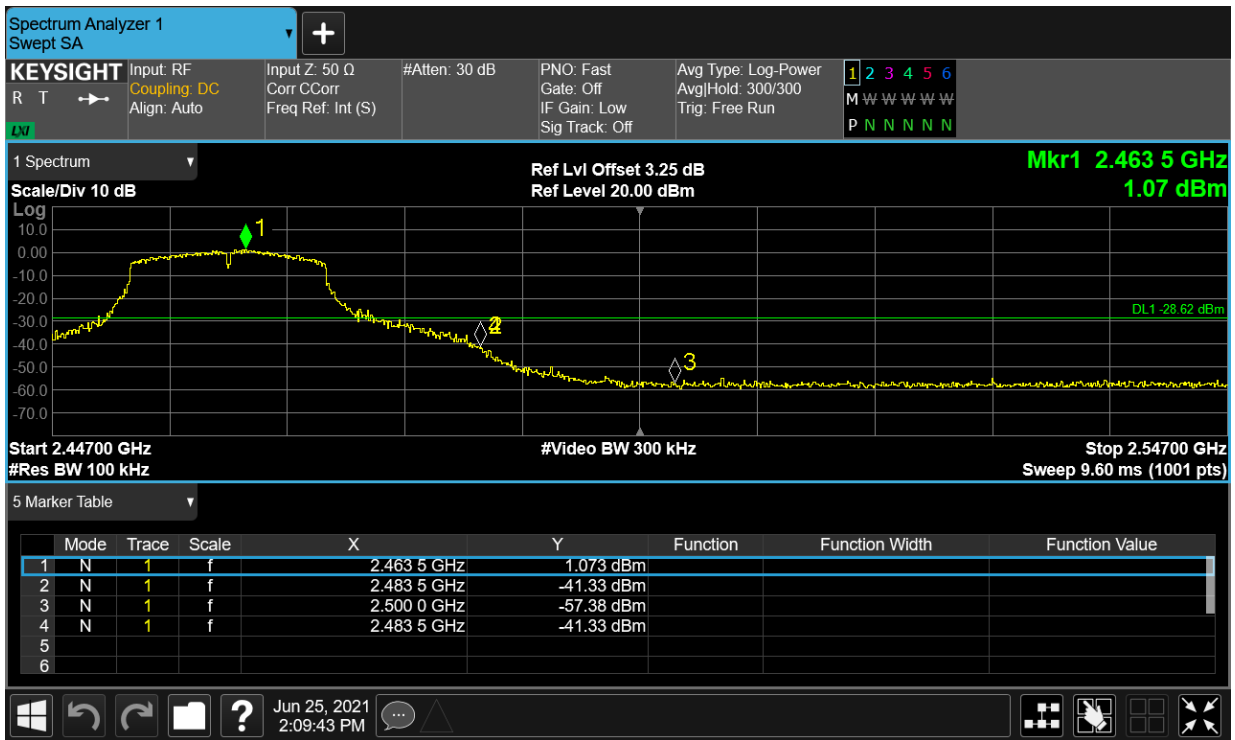 Spectrum Analyzer 1
Swept SA
KEYSIGHT
R T
LXI
Input: RF
Coupling: DC
Align: Auto
Input Z: 50 Ω
Corr CCorr
Freq Ref: Int (S)
#Atten: 30 dB
PNO: Fast
Gate: Off
IF Gain: Low
Sig Track: Off
Avg Type: Log-Power
Avg|Hold: 300/300
Trig: Free Run
1 2 3 4 5 6
M W W W W W
P N N N N N
1 Spectrum
Scale/Div 10 dB
Ref Lvl Offset 3.25 dB
Ref Level 20.00 dBm
Mkr1 2.463 5 GHz
1.07 dBm
Log
10.0
0.00
-10.0
-20.0
-30.0
-40.0
-50.0
-60.0
-70.0
1
2
3
DL1 -28.62 dBm
Start 2.44700 GHz
#Video BW 300 kHz
Stop 2.54700 GHz
#Res BW 100 kHz
Sweep 9.60 ms (1001 pts)
5 Marker Table
Mode Trace Scale X Y Function Function Width Function Value
1 N 1 f 2.463 5 GHz 1.073 dBm
2 N 1 f 2.483 5 GHz -41.33 dBm
3 N 1 f 2.500 0 GHz -57.38 dBm
4 N 1 f 2.483 5 GHz -41.33 dBm
5
6
?
Jun 25, 2021
2:09:43 PM